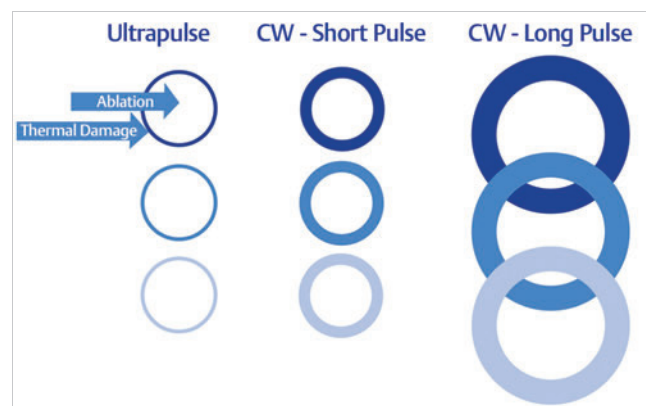 Ultrapulse
CW - Short Pulse
CW - Long Pulse
Ablation
Thermal Damage